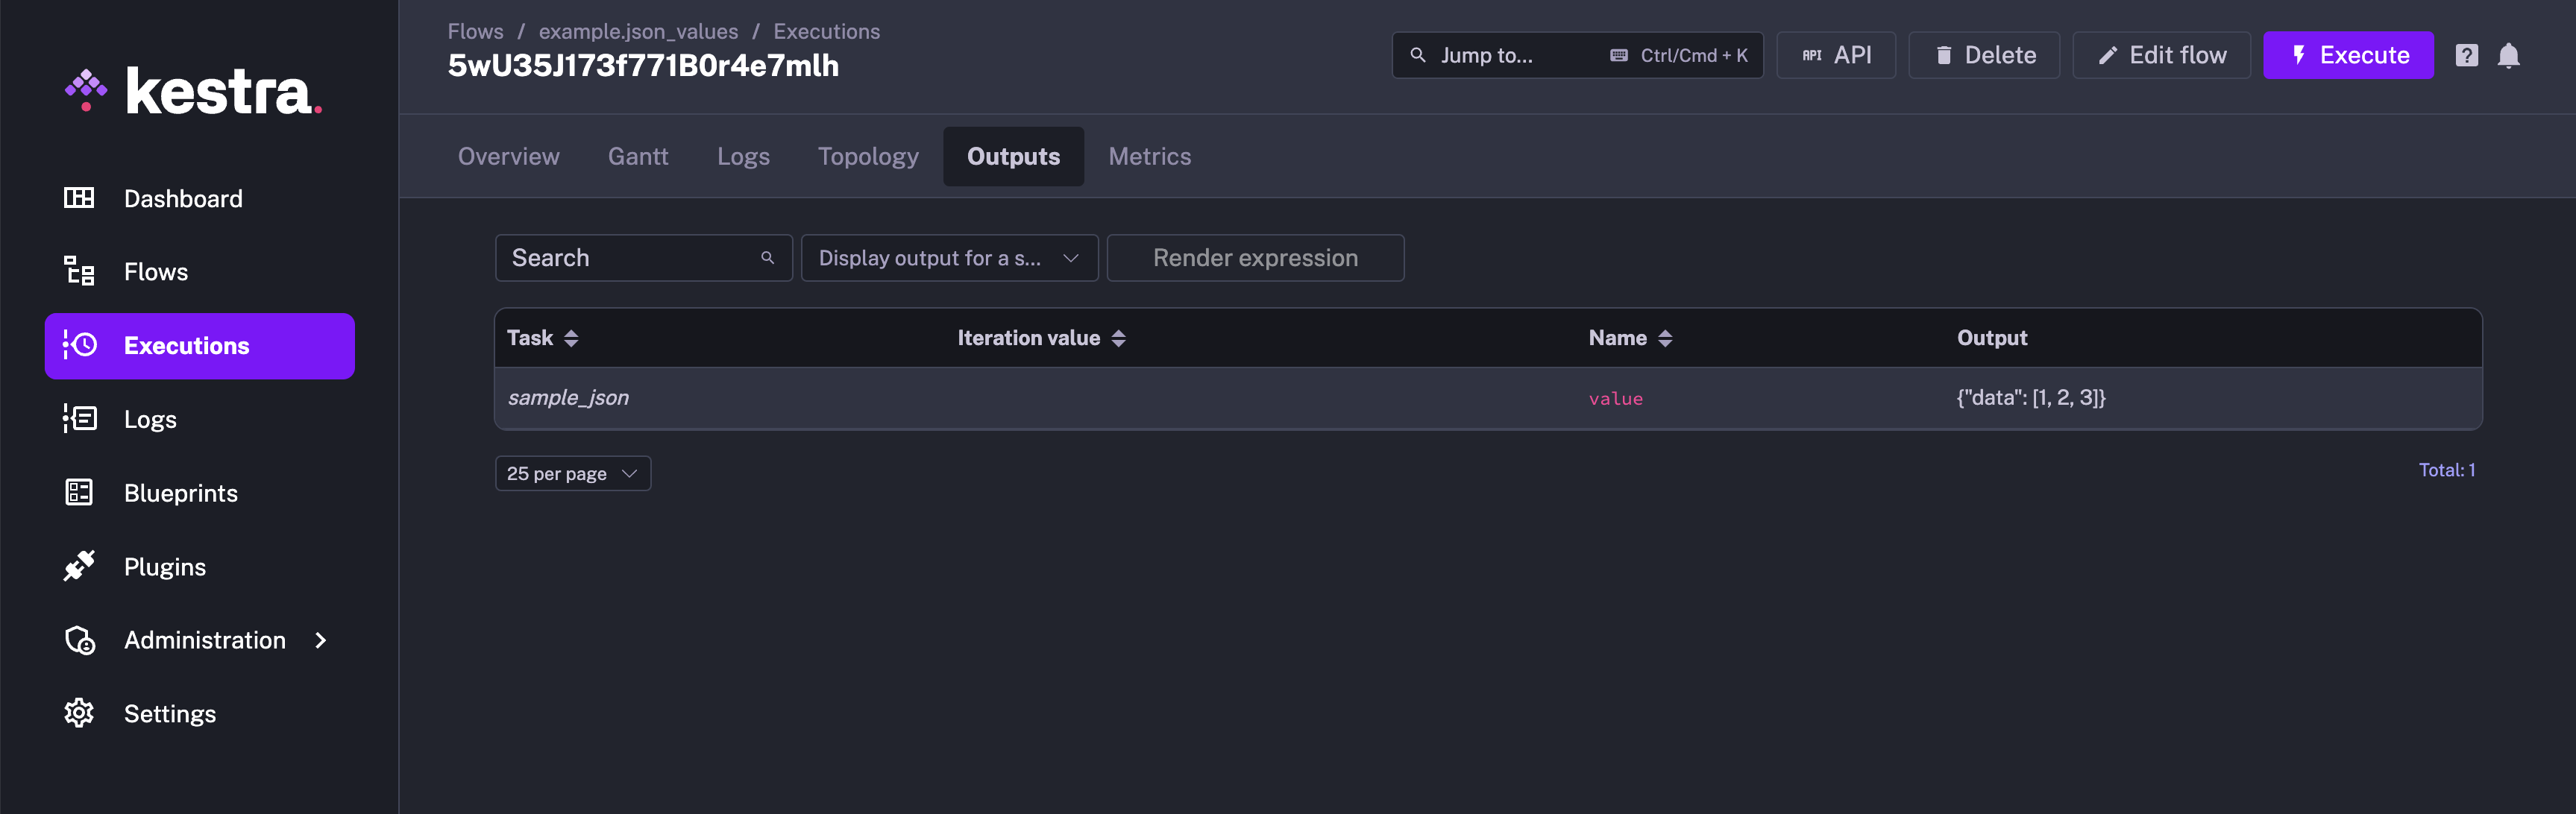 kestra.
Dashboard
Flows
Executions
Logs
Blueprints
Plugins
Administration
Settings
Flows / example.json_values / Executions
5wU35J173f771B0r4e7mlh
Jump to... Ctrl/Cmd + K
API API
Delete
Edit flow
Execute
?
Overview Gantt Logs Topology Outputs Metrics
Search
Display output for a s...
Render expression
Task Iteration value Name Output
sample_json value {"data": [1, 2, 3]}
25 per page
Total: 1